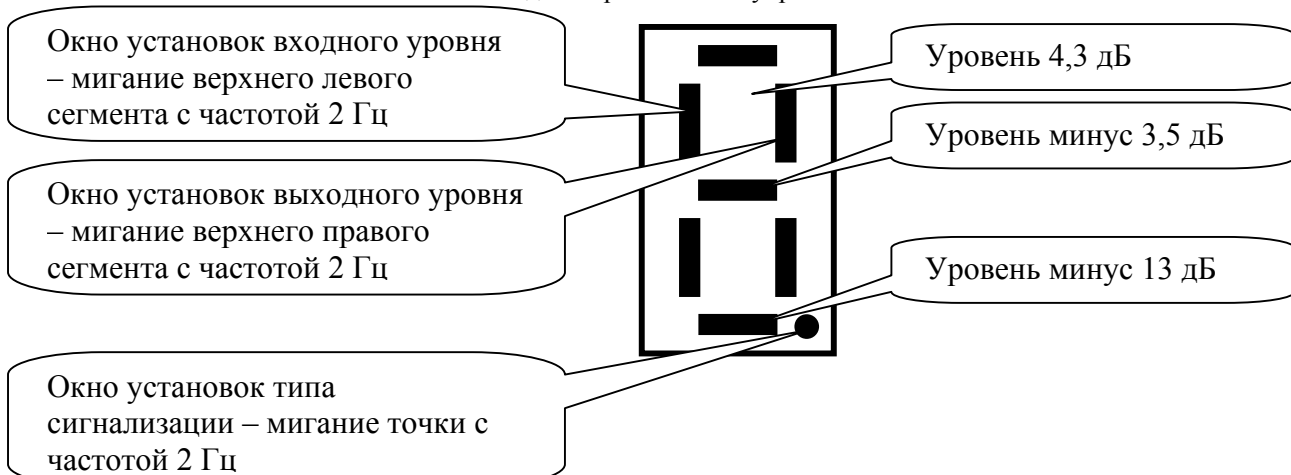 Окно установок входного уровня
– мигание верхнего левого
сегмента с частотой 2 Гц
Окно установок выходного уровня
– мигание верхнего правого
сегмента с частотой 2 Гц
Окно установок типа
сигнализации – мигание точки с
частотой 2 Гц
Уровень 4,3 дБ
Уровень минус 3,5 дБ
Уровень минус 13 дБ